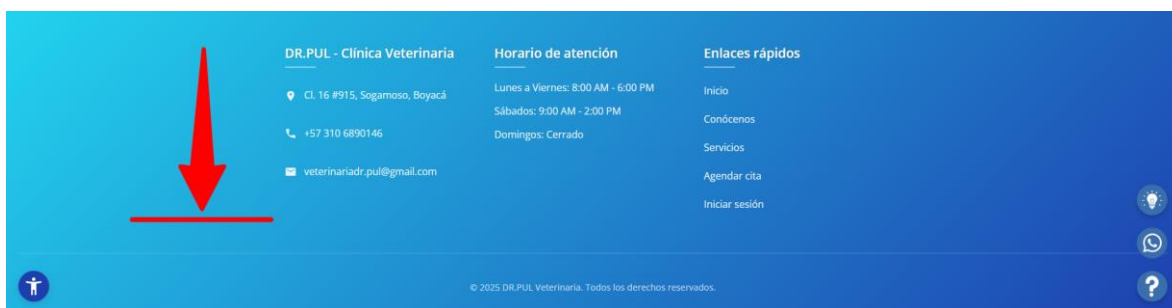 DR.PUL - Clínica Veterinaria
Cl. 16 #915, Sogamoso, Boyacá
+57 310 6890146
veterinariadr.pul@gmail.com
Horario de atención
Lunes a Viernes: 8:00 AM - 6:00 PM
Sábados: 9:00 AM - 2:00 PM
Domingos: Cerrado
Enlaces rápidos
Inicio
Conócenos
Servicios
Agendar cita
Iniciar sesión
© 2025 DR.PUL Veterinaria. Todos los derechos reservados.
?